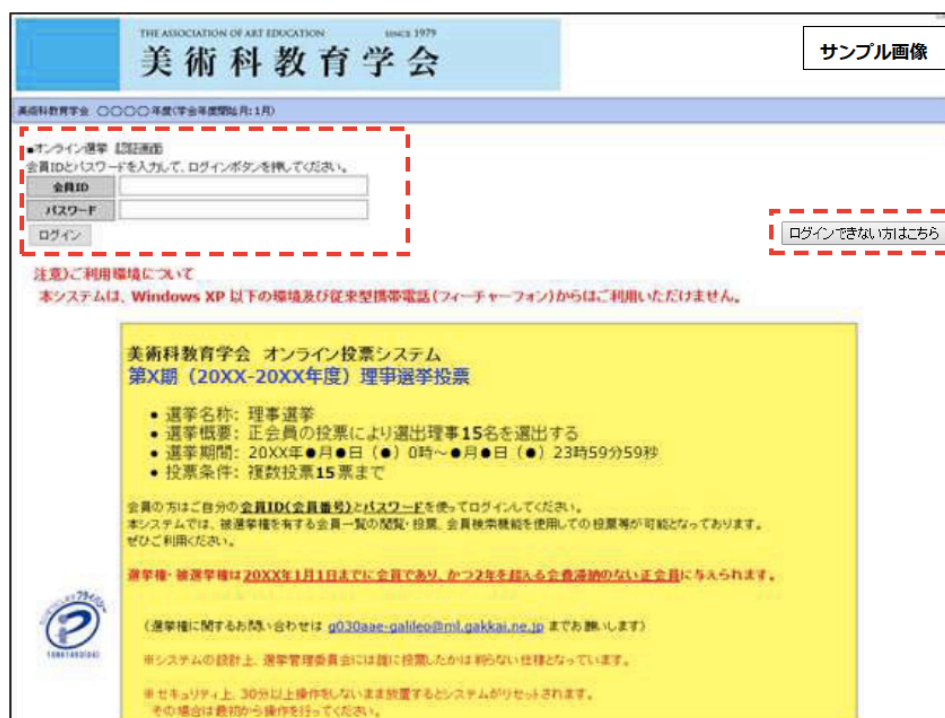 THE ASSOCIATION OF ART EDUCATION SINCE 1979
美術科教育学会
サンプル画像
美術科教育学会 〇〇〇〇年度(学会年度開始月:1月)
■オンライン選挙 認証画面
会員IDとパスワードを入力して、ログインボタンを押してください。
会員ID
パスワード
ログイン
ログインできない方はこちら
注意)ご利用環境について
本システムは、Windows XP 以下の環境及び従来型携帯電話(フィーチャーフォン)からはご利用いただけません。
美術科教育学会 オンライン投票システム
第X期(20XX-20XX年度)理事選挙投票
• 選挙名称: 理事選挙
• 選挙概要: 正会員の投票により選出理事15名を選出する
• 選挙期間: 20XX年●月●日(●)0時~●月●日(●)23時59分59秒
• 投票条件: 複数投票15票まで
会員の方はご自分の会員ID(会員番号)とパスワードを使ってログインしてください。
本システムでは、被選挙権を有する会員一覧の閲覧・投票、会員検索機能を使用しての投票等が可能となっております。
ぜひご利用ください。
選挙権・被選挙権は20XX年1月1日までに会員であり、かつ2年を超える会費滞納のない正会員に与えられます。
(選挙権に関するお問い合わせは g030aae-galileo@ml.gakkai.ne.jp までお願いします)
※システムの設計上、選挙管理委員会には誰に投票したかは判らない仕様となっています。
※セキュリティ上、30分以上操作をしないまま放置するとシステムがリセットされます。
その場合は最初から操作を行ってください。